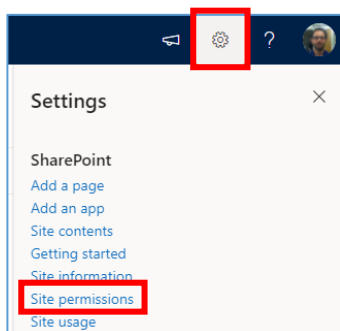 ?
Settings
SharePoint
Add a page
Add an app
Site contents
Getting started
Site information
Site permissions
Site usage